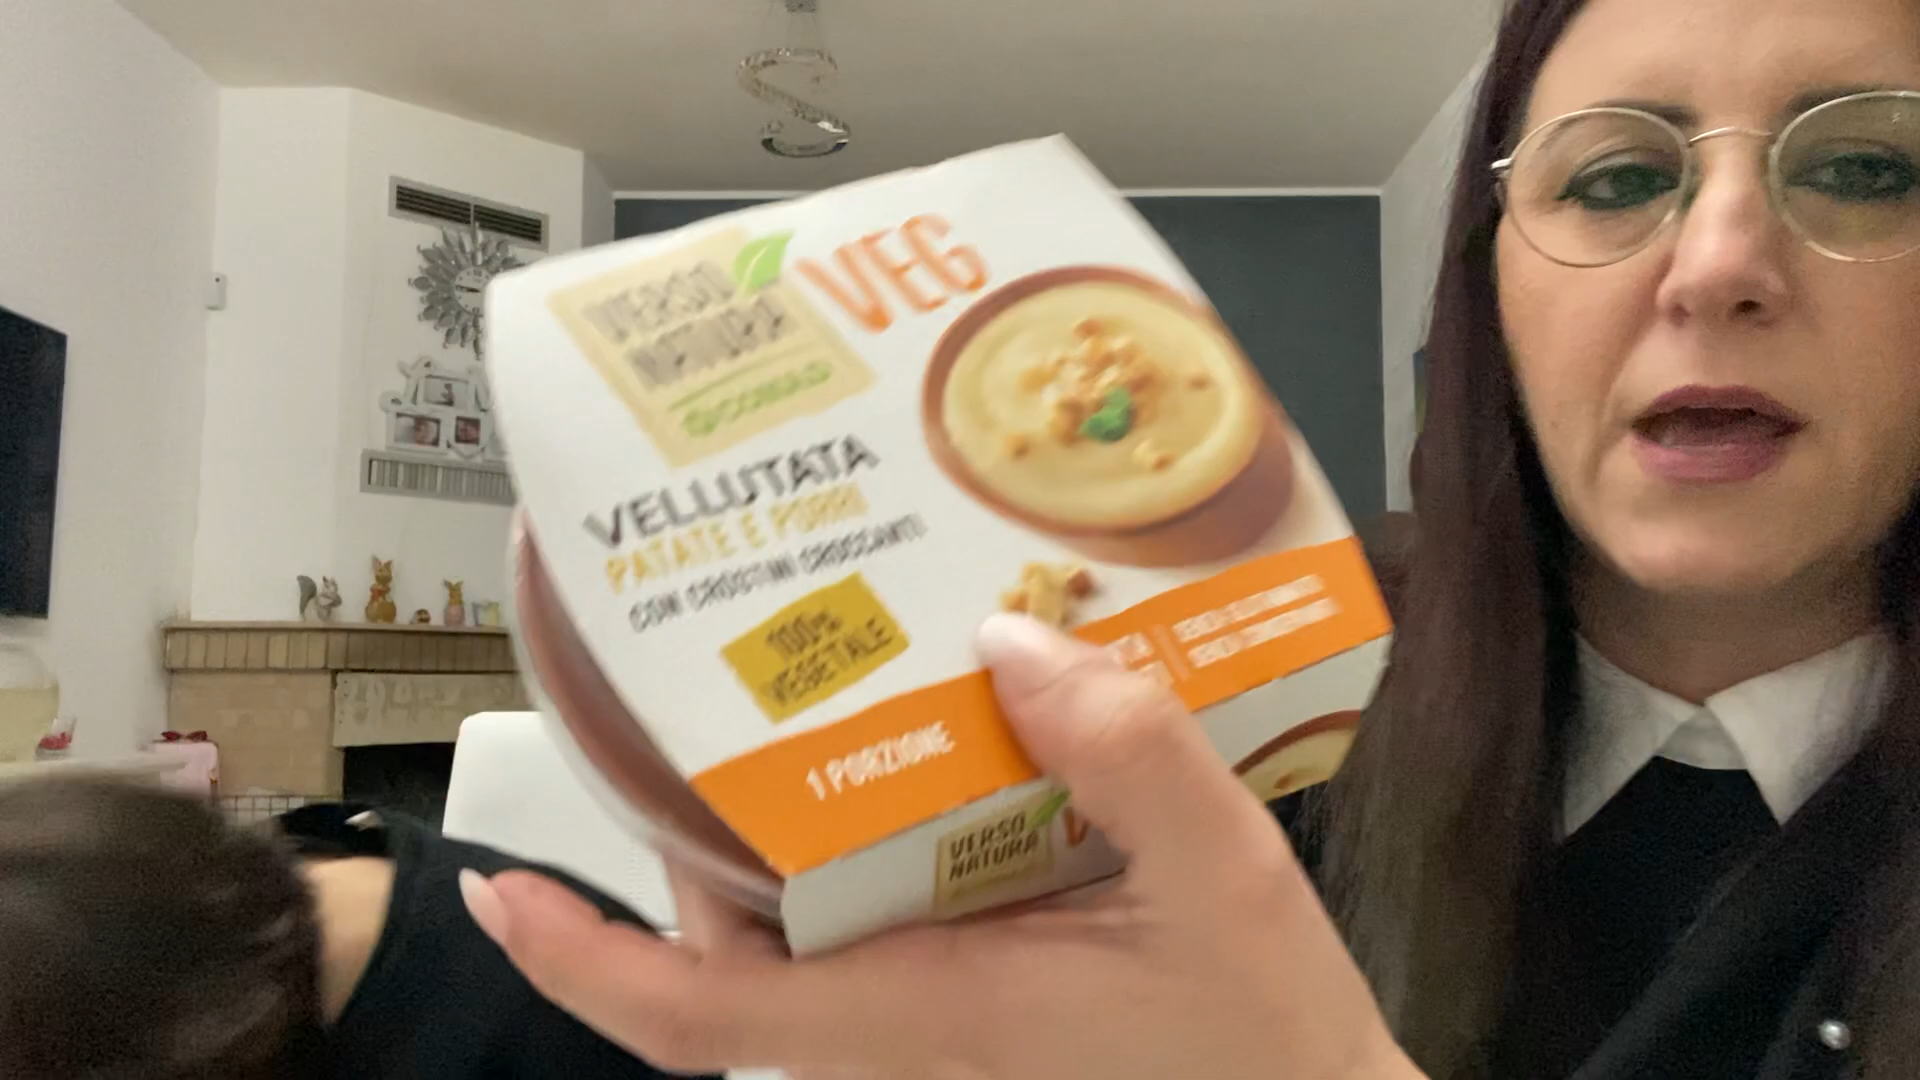 VERSO
NATURA
VEG
VELLUTATA
PATATE E PORRI
CON CROSTINI CROCCANTI
100%
VEGETALE
1 PORZIONE
VERSO
NATURA